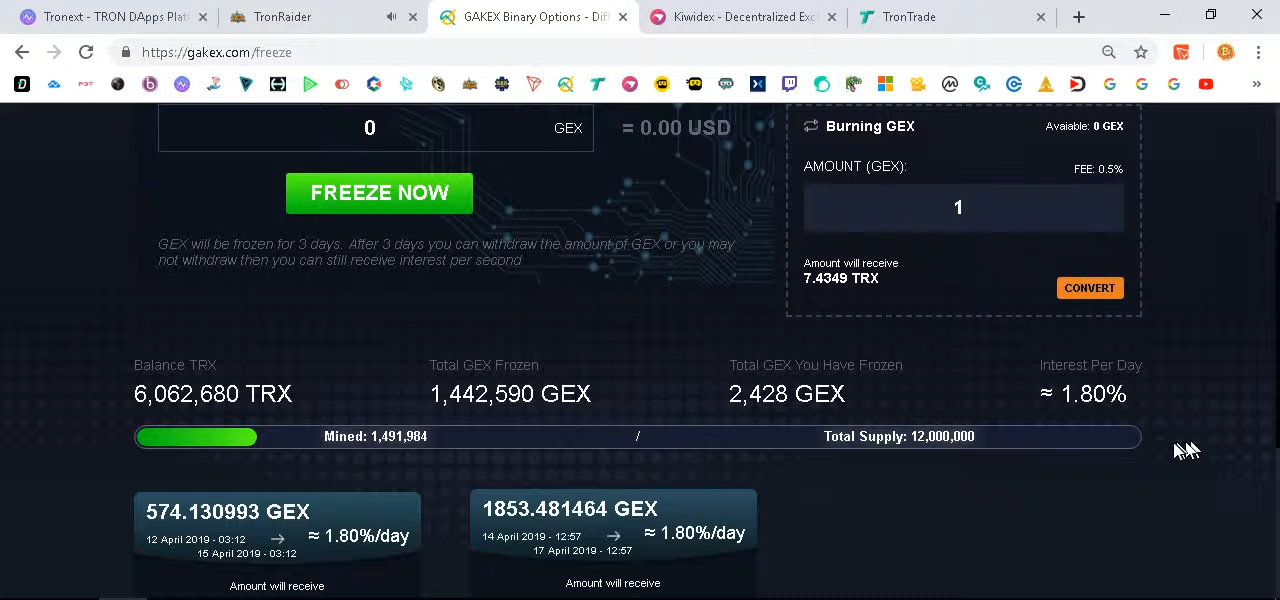 Tronext - TRON DApps Plat
TronRaider
GAKEX Binary Options - Diff
Kiwidex - Decentralized Exc
TronTrade
https://gakex.com/freeze
0 GEX = 0.00 USD
Burning GEX Avaiable: 0 GEX
AMOUNT (GEX): FEE: 0.5%
1
FREEZE NOW
GEX will be frozen for 3 days. After 3 days you can withdraw the amount of GEX or you may
not withdraw then you can still receive interest per second
Amount will receive
7.4349 TRX
CONVERT
Balance TRX Total GEX Frozen Total GEX You Have Frozen Interest Per Day
6,062,680 TRX 1,442,590 GEX 2,428 GEX ≈ 1.80%
Mined: 1,491,984 / Total Supply: 12,000,000
574.130993 GEX
12 April 2019 - 03:12 → ≈ 1.80%/day
15 April 2019 - 03:12
Amount will receive
1853.481464 GEX
14 April 2019 - 12:57 → ≈ 1.80%/day
17 April 2019 - 12:57
Amount will receive